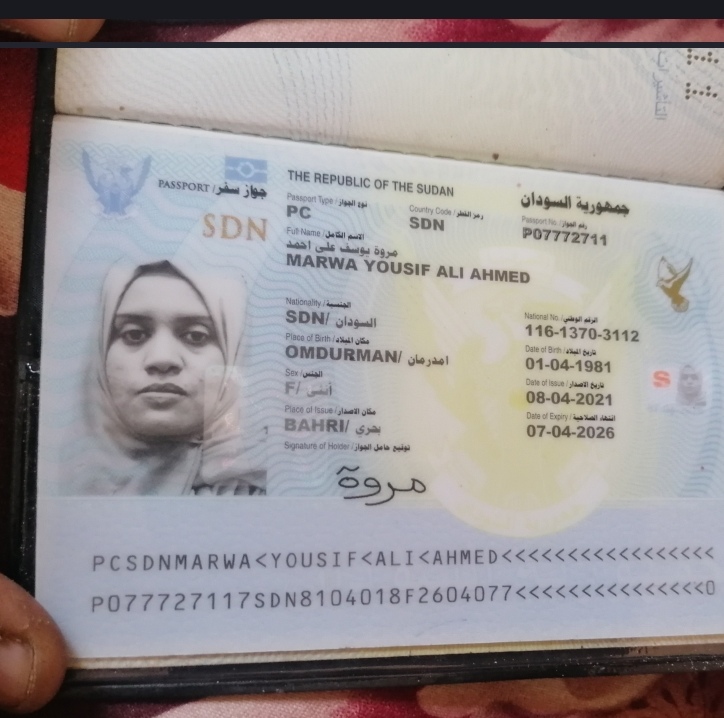 التأشيرات
PASSPORT / جواز سفر
SDN
THE REPUBLIC OF THE SUDAN
جمهورية السودان
Passport Type / نوع الجواز
PC
Country Code / رمز القطر
SDN
Passport No. / رقم الجواز
P07772711
Full Name / الاسم الكامل
مروة يوسف على احمد
MARWA YOUSIF ALI AHMED
Nationality / الجنسية
SDN/ السودان
National No. / الرقم الوطني
116-1370-3112
Place of Birth / مكان الميلاد
OMDURMAN/ امدرمان
Date of Birth / تاريخ الميلاد
01-04-1981
Sex / الجنس
F/ أنثى
Date of Issue / تاريخ الاصدار
08-04-2021
Place of Issue / مكان الاصدار
BAHRI/ بحري
Date of Expiry / انتهاء الصلاحية
07-04-2026
Signature of Holder / توقيع حامل الجواز
مروة
S
PCSDNMARWA<YOUSIF<ALI<AHMED<<<<<<<<<<<<<<<<<
P077727117SDN8104018F2604077<<<<<<<<<<<<<<<0